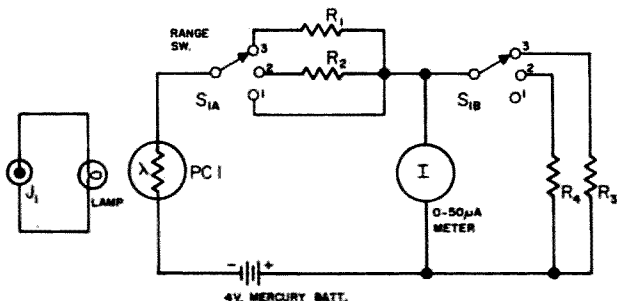 R1
RANGE
SW.
3
2
1
R2
S1A
3
2
1
S1B
λ
PC1
I
J1
LAMP
0-50μA
METER
R4
R3
- +
4V. MERCURY BATT.